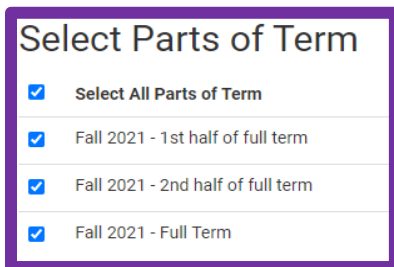 Select Parts of Term
Select All Parts of Term
Fall 2021 - 1st half of full term
Fall 2021 - 2nd half of full term
Fall 2021 - Full Term